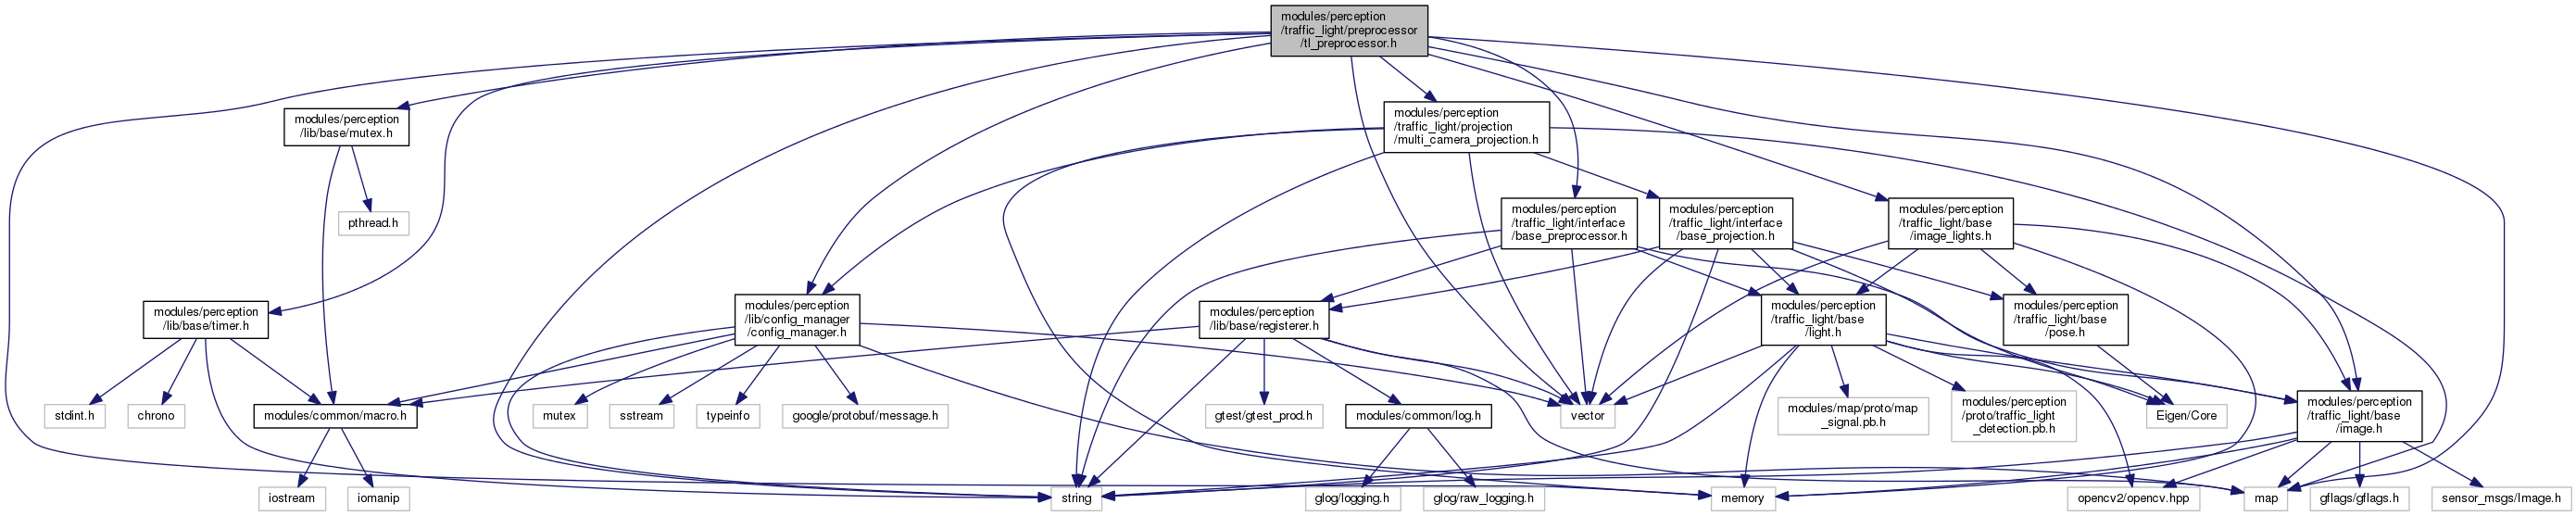 modules/perception
/traffic_light/preprocessor
/tl_preprocessor.h
modules/perception
/lib/base/mutex.h
modules/perception
/traffic_light/projection
/multi_camera_projection.h
pthread.h
modules/perception
/traffic_light/interface
/base_preprocessor.h
modules/perception
/traffic_light/interface
/base_projection.h
modules/perception
/traffic_light/base
/image_lights.h
modules/perception
/lib/base/timer.h
modules/perception
/lib/config_manager
/config_manager.h
modules/perception
/lib/base/registerer.h
modules/perception
/traffic_light/base
/light.h
modules/perception
/traffic_light/base
/pose.h
stdint.h
chrono
modules/common/macro.h
mutex
sstream
typeinfo
google/protobuf/message.h
gtest/gtest_prod.h
modules/common/log.h
vector
modules/map/proto/map
_signal.pb.h
modules/perception
/proto/traffic_light
_detection.pb.h
Eigen/Core
modules/perception
/traffic_light/base
/image.h
iostream
iomanip
string
glog/logging.h
glog/raw_logging.h
memory
opencv2/opencv.hpp
map
gflags/gflags.h
sensor_msgs/Image.h